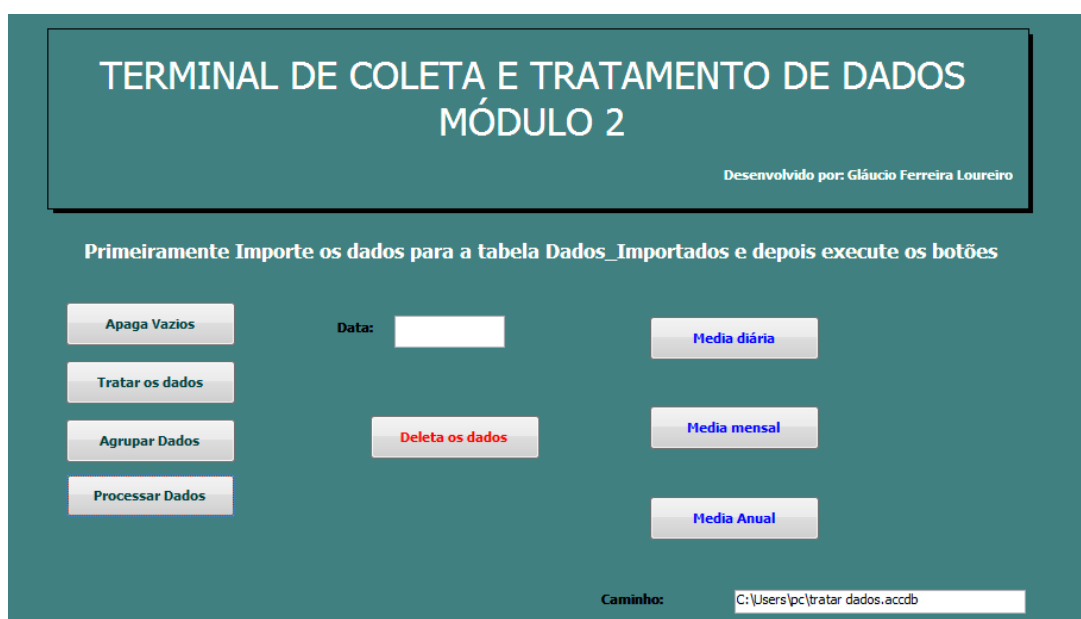 TERMINAL DE COLETA E TRATAMENTO DE DADOS
MÓDULO 2
Desenvolvido por: Gláucio Ferreira Loureiro
Primeiramente Importe os dados para a tabela Dados_Importados e depois execute os botões
Apaga Vazios
Data:
Media diária
Tratar os dados
Agrupar Dados
Deleta os dados
Media mensal
Processar Dados
Media Anual
Caminho:
C:\Users\pc\tratar dados.accdb